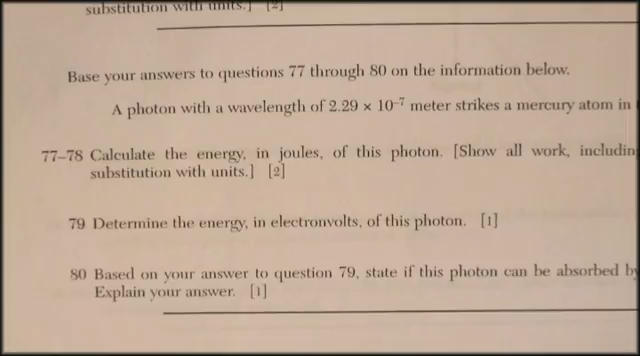 substitution with units.] [2]
Base your answers to questions 77 through 80 on the information below.
A photon with a wavelength of 2.29 × 10⁻⁷ meter strikes a mercury atom in
77–78 Calculate the energy, in joules, of this photon. [Show all work, includin
substitution with units.] [2]
79 Determine the energy, in electronvolts, of this photon. [1]
80 Based on your answer to question 79, state if this photon can be absorbed by
Explain your answer. [1]